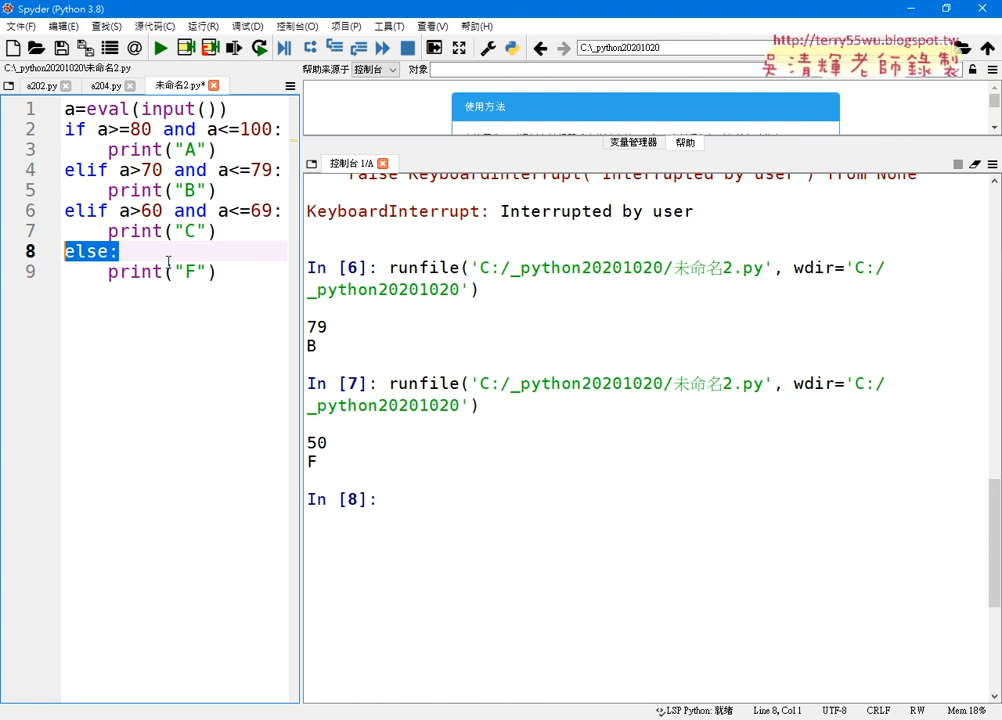 Spyder (Python 3.8)
文件(F) 编辑(E) 查找(S) 源代码(C) 运行(R) 调试(D) 控制台(O) 项目(P) 工具(T) 查看(V) 帮助(H)
C:\_python20201020
http://terry55wu.blogspot.tw
吳清輝老師錄製
C:\_python20201020\未命名2.py
帮助来源于 控制台 对象
a202.py a204.py 未命名2.py*
使用方法
变量管理器 帮助
控制台 1/A
1 a=eval(input())
2 if a>=80 and a<=100:
3 print("A")
4 elif a>70 and a<=79:
5 print("B")
6 elif a>60 and a<=69:
7 print("C")
8 else:
9 print("F")
KeyboardInterrupt: Interrupted by user
In [6]: runfile('C:/_python20201020/未命名2.py', wdir='C:/
_python20201020')
79
B
In [7]: runfile('C:/_python20201020/未命名2.py', wdir='C:/
_python20201020')
50
F
In [8]:
LSP Python: 就绪 Line 8, Col 1 UTF-8 CRLF RW Mem 18%